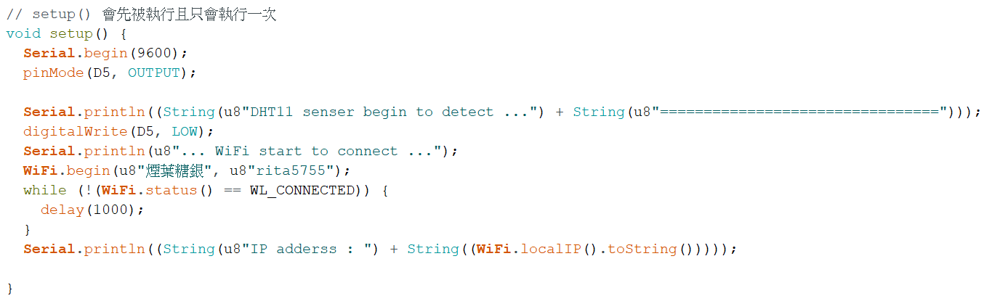 // setup() 會先被執行且只會執行一次
void setup() {
  Serial.begin(9600);
  pinMode(D5, OUTPUT);

  Serial.println((String(u8"DHT11 senser begin to detect ...") + String(u8"================================")));
  digitalWrite(D5, LOW);
  Serial.println(u8"... WiFi start to connect ...");
  WiFi.begin(u8"煙葉糖銀", u8"rita5755");
  while (!(WiFi.status() == WL_CONNECTED)) {
    delay(1000);
  }
  Serial.println((String(u8"IP adderss : ") + String((WiFi.localIP().toString()))));

}